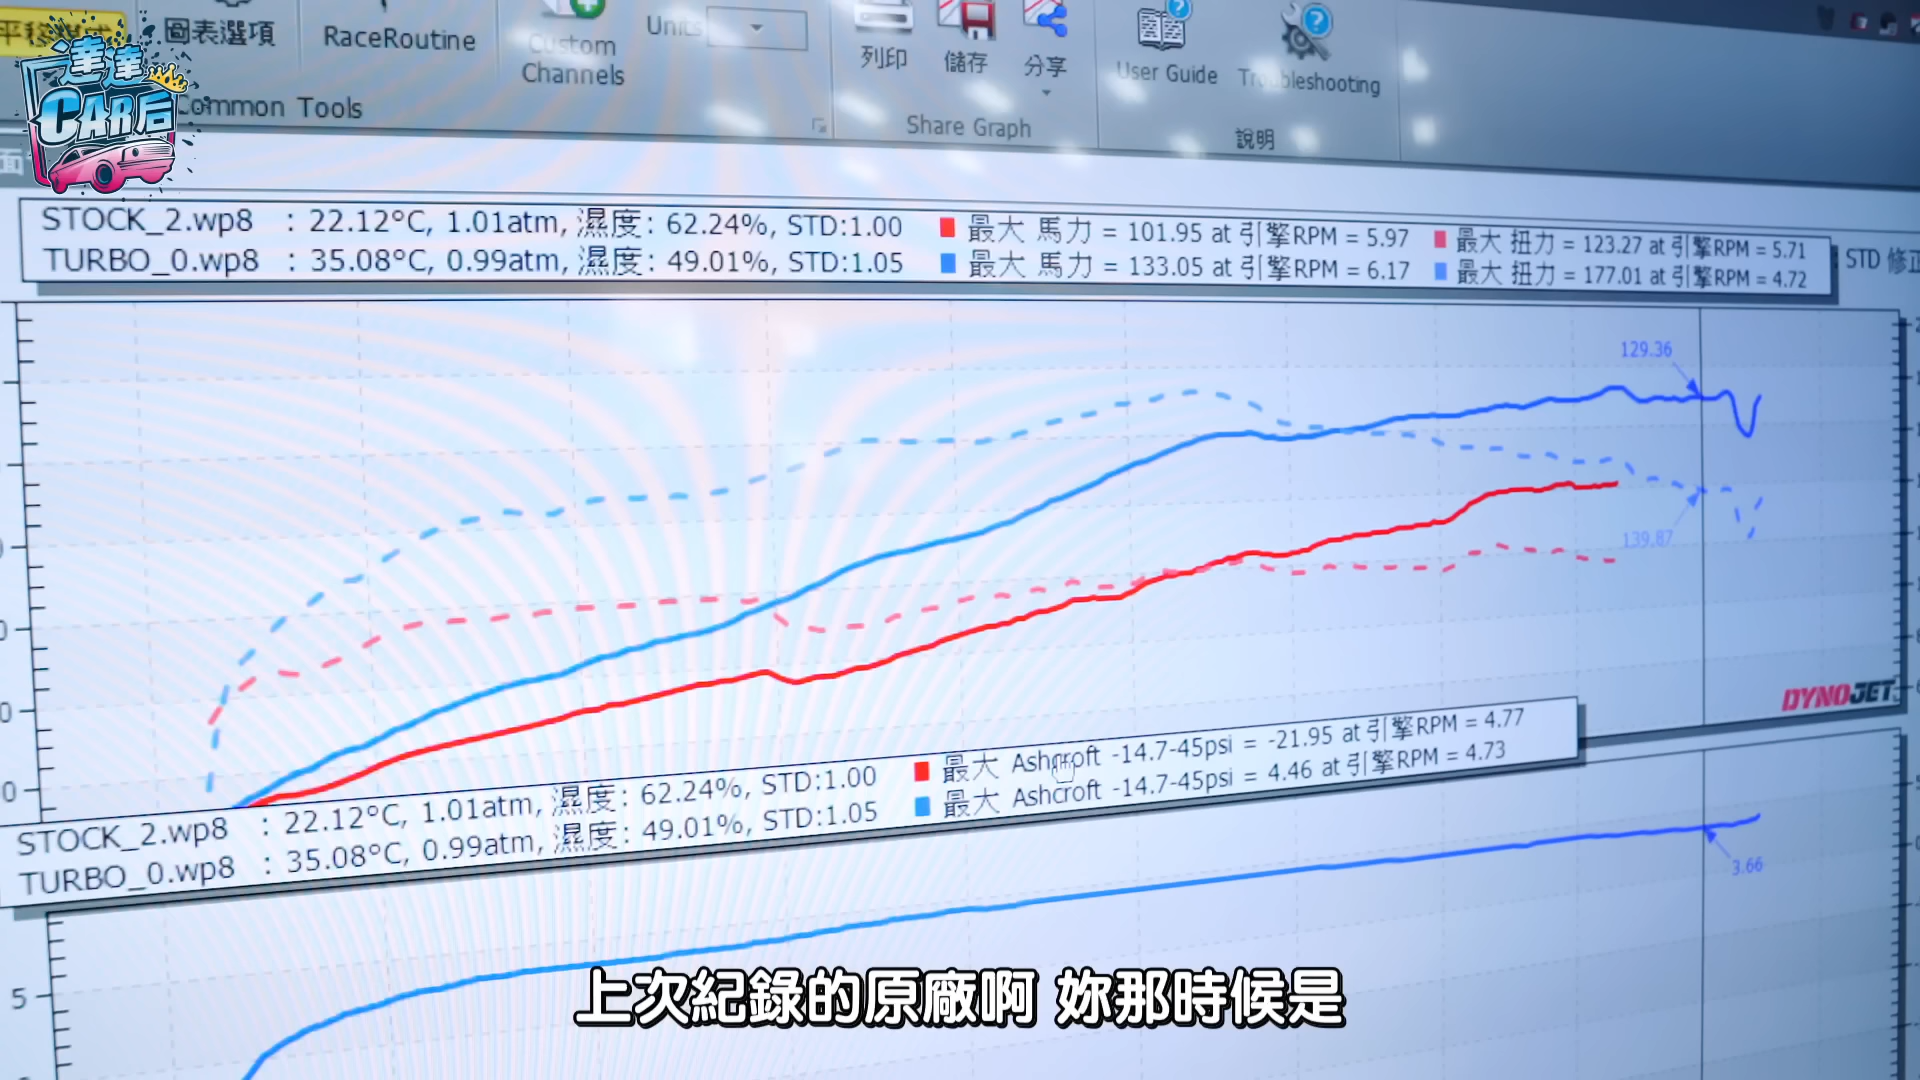 圖表選項
RaceRoutine
Common Tools
Custom
Channels
Units
列印
儲存
分享
Share Graph
User Guide
Troubleshooting
說明
達達
CAR后
STOCK_2.wp8 : 22.12°C, 1.01atm, 濕度: 62.24%, STD:1.00 最大 馬力 = 101.95 at 引擎RPM = 5.97 最大 扭力 = 123.27 at 引擎RPM = 5.71
TURBO_0.wp8 : 35.08°C, 0.99atm, 濕度: 49.01%, STD:1.05 最大 馬力 = 133.05 at 引擎RPM = 6.17 最大 扭力 = 177.01 at 引擎RPM = 4.72
STD 修正
129.36
139.87
DYNOJET
STOCK_2.wp8 : 22.12°C, 1.01atm, 濕度: 62.24%, STD:1.00 最大 Ashcroft -14.7-45psi = -21.95 at 引擎RPM = 4.77
TURBO_0.wp8 : 35.08°C, 0.99atm, 濕度: 49.01%, STD:1.05 最大 Ashcroft -14.7-45psi = 4.46 at 引擎RPM = 4.73
3.66
5
上次紀錄的原廠啊 妳那時候是